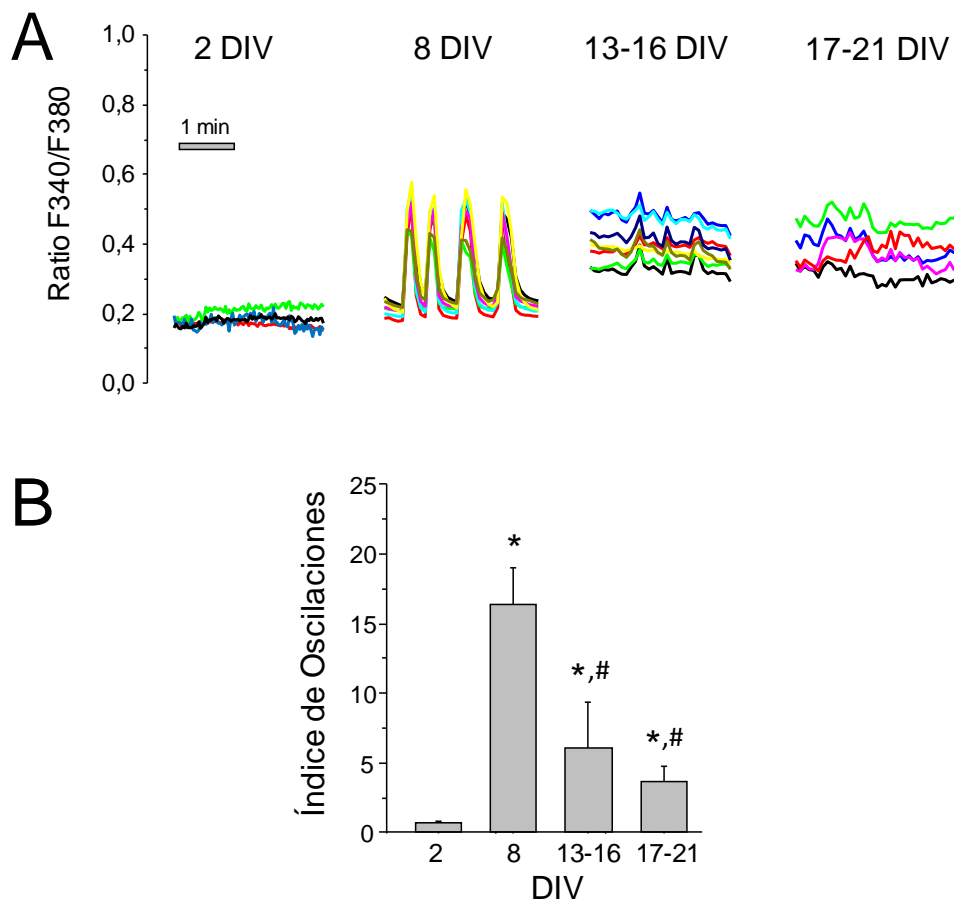 A
2 DIV 8 DIV 13-16 DIV 17-21 DIV
Ratio F340/F380
1,0
0,8
0,6
0,4
0,2
0,0
1 min
B
Índice de Oscilaciones
25
20
15
10
5
0
*
*,#
*,#
2 8 13-16 17-21
DIV